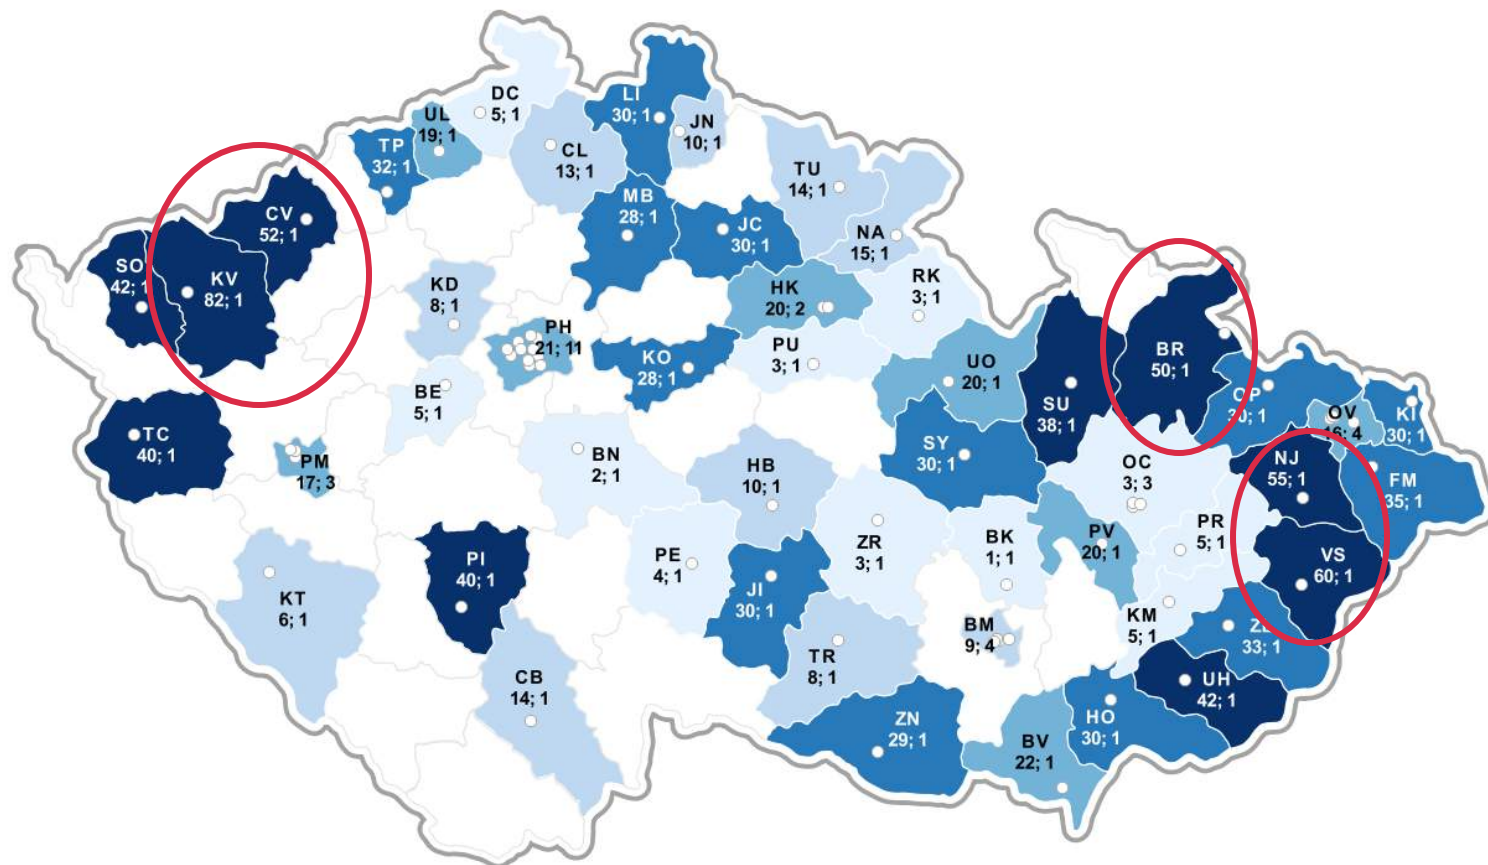 DC
5; 1
LI
30; 1
UL
19; 1
JN
10; 1
TP
32; 1
CL
13; 1
TU
14; 1
MB
28; 1
CV
52; 1
JC
30; 1
NA
15; 1
SO
42; 1
KV
82; 1
KD
8; 1
HK
20; 2
RK
3; 1
PH
21; 11
PU
3; 1
KO
28; 1
UO
20; 1
BR
50; 1
BE
5; 1
SU
38; 1
OP
30; 1
OV
16; 4
KI
30; 1
TC
40; 1
PM
17; 3
BN
2; 1
HB
10; 1
SY
30; 1
OC
3; 3
NJ
55; 1
FM
35; 1
PI
40; 1
PE
4; 1
ZR
3; 1
BK
1; 1
PV
20; 1
PR
5; 1
VS
60; 1
KT
6; 1
JI
30; 1
BM
9; 4
KM
5; 1
ZL
33; 1
TR
8; 1
CB
14; 1
UH
42; 1
ZN
29; 1
BV
22; 1
HO
30; 1